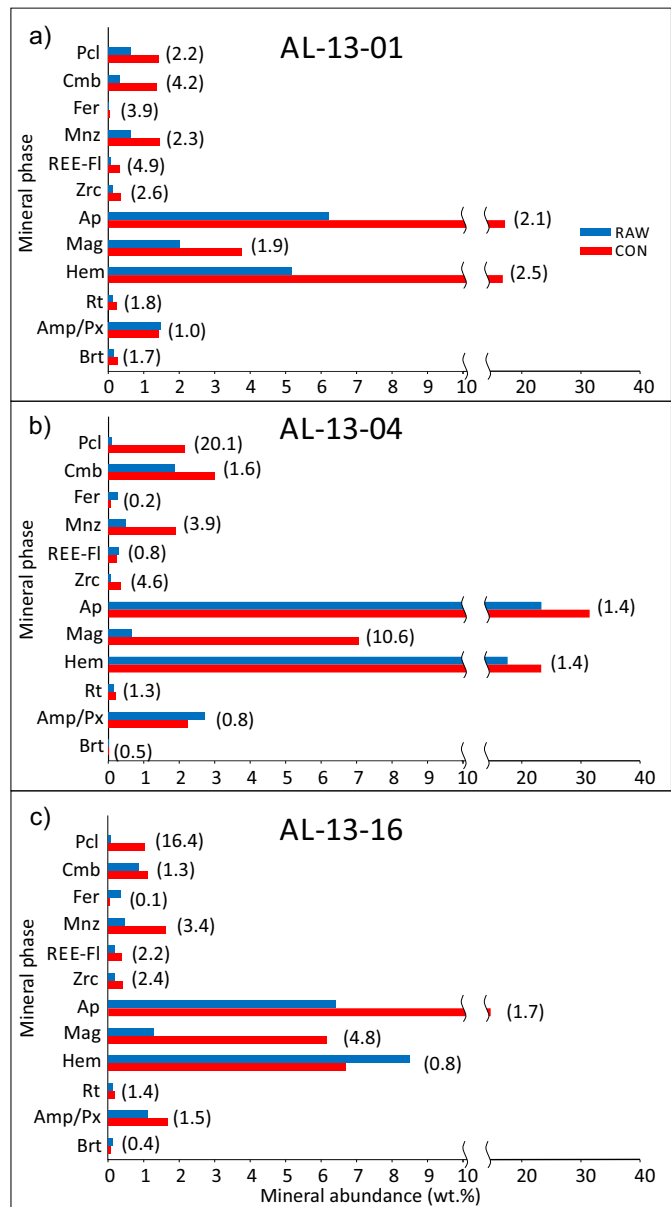 a) AL-13-01
Mineral phase
Pcl (2.2)
Cmb (4.2)
Fer (3.9)
Mnz (2.3)
REE-Fl (4.9)
Zrc (2.6)
Ap (2.1)
Mag (1.9)
Hem (2.5)
Rt (1.8)
Amp/Px (1.0)
Brt (1.7)
RAW
CON
0 1 2 3 4 5 6 7 8 9 10 20 30 40
b) AL-13-04
Mineral phase
Pcl (20.1)
Cmb (1.6)
Fer (0.2)
Mnz (3.9)
REE-Fl (0.8)
Zrc (4.6)
Ap (1.4)
Mag (10.6)
Hem (1.4)
Rt (1.3)
Amp/Px (0.8)
Brt (0.5)
0 1 2 3 4 5 6 7 8 9 10 20 30 40
c) AL-13-16
Mineral phase
Pcl (16.4)
Cmb (1.3)
Fer (0.1)
Mnz (3.4)
REE-Fl (2.2)
Zrc (2.4)
Ap (1.7)
Mag (4.8)
Hem (0.8)
Rt (1.4)
Amp/Px (1.5)
Brt (0.4)
0 1 2 3 4 5 6 7 8 9 10 20 30 40
Mineral abundance (wt.%)